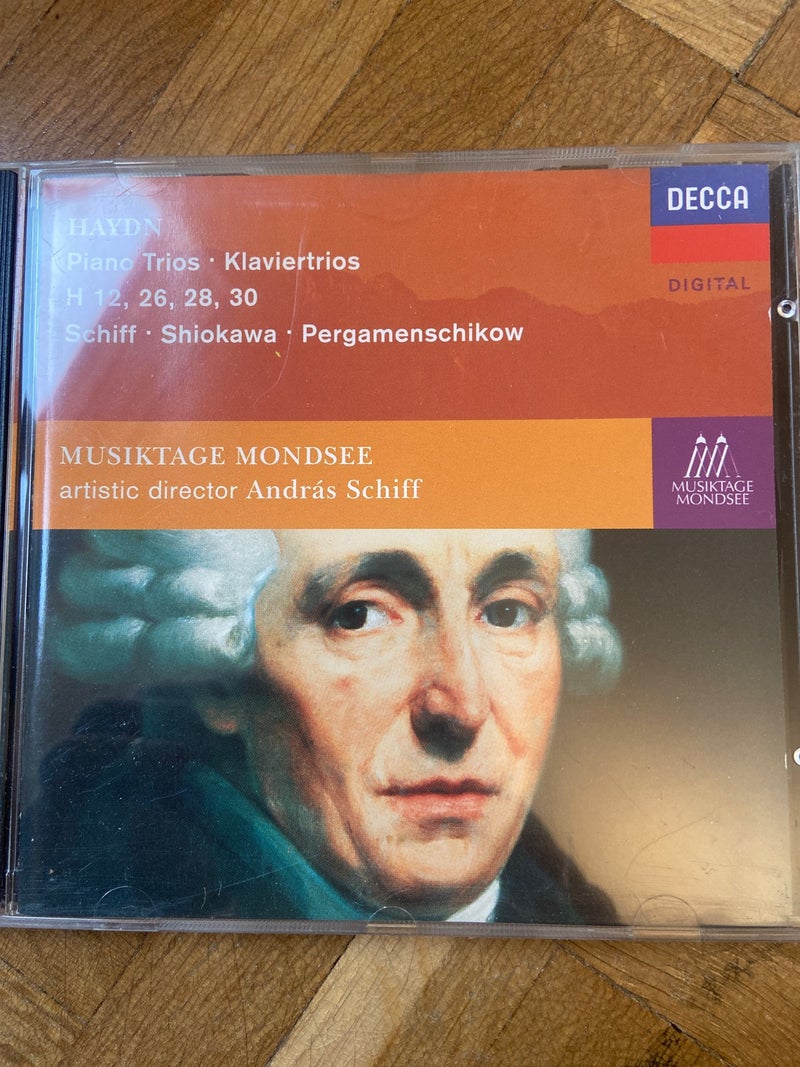 HAYDN
Piano Trios · Klaviertrios
H 12, 26, 28, 30
Schiff · Shiokawa · Pergamenschikow
DECCA
DIGITAL
MUSIKTAGE MONDSEE
artistic director András Schiff
MUSIKTAGE
MONDSEE